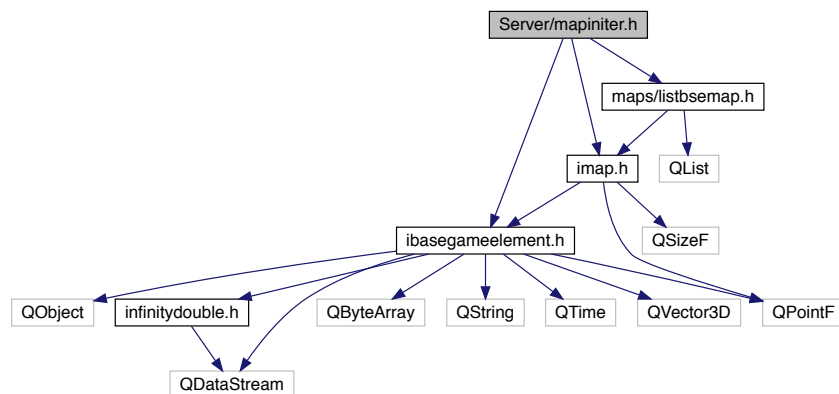 Server/mapiniter.h
maps/listbsemap.h
imap.h
QList
ibasegameelement.h
QSizeF
QObject
infinitydouble.h
QByteArray
QString
QTime
QVector3D
QPointF
QDataStream